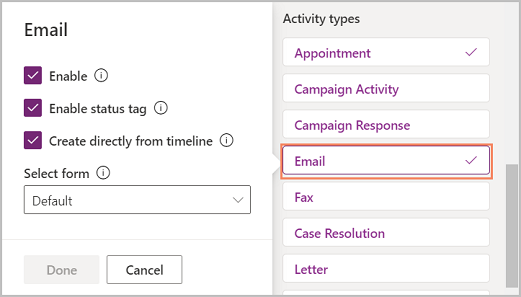 Email
Enable
Enable status tag
Create directly from timeline
Select form
Default
Done
Cancel
Activity types
Appointment
Campaign Activity
Campaign Response
Email
Fax
Case Resolution
Letter